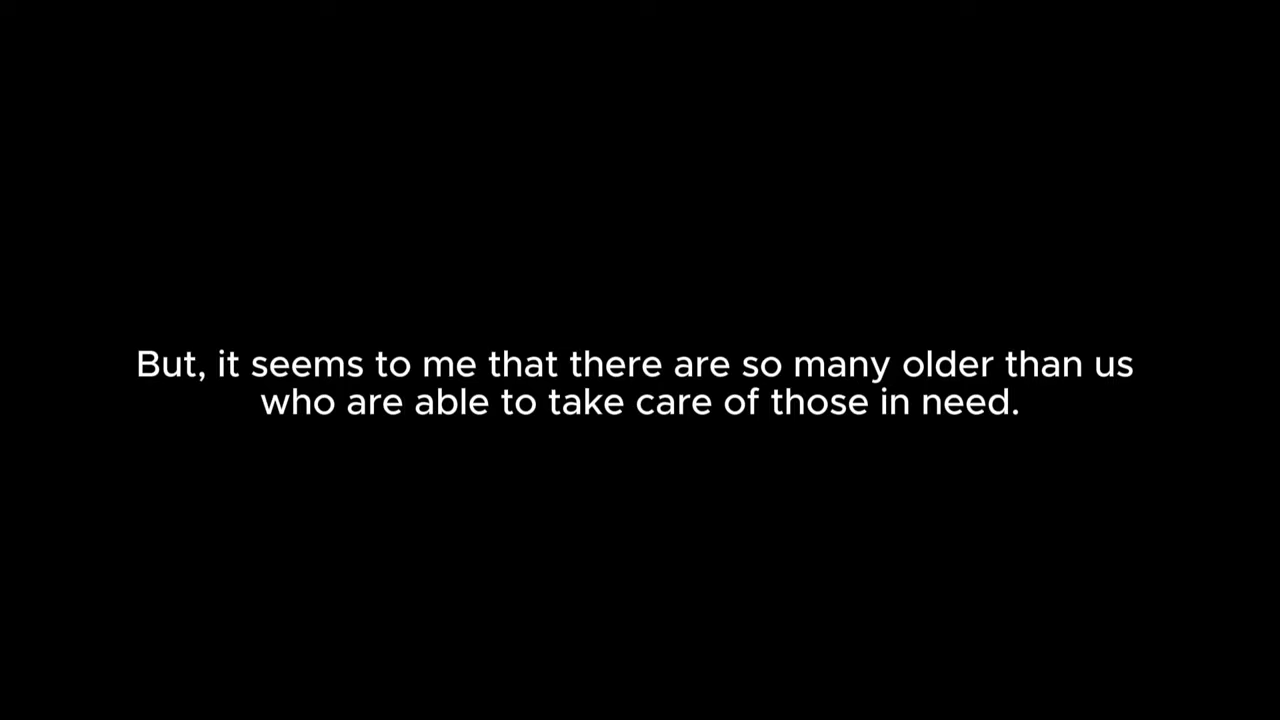 But, it seems to me that there are so many older than us
who are able to take care of those in need.